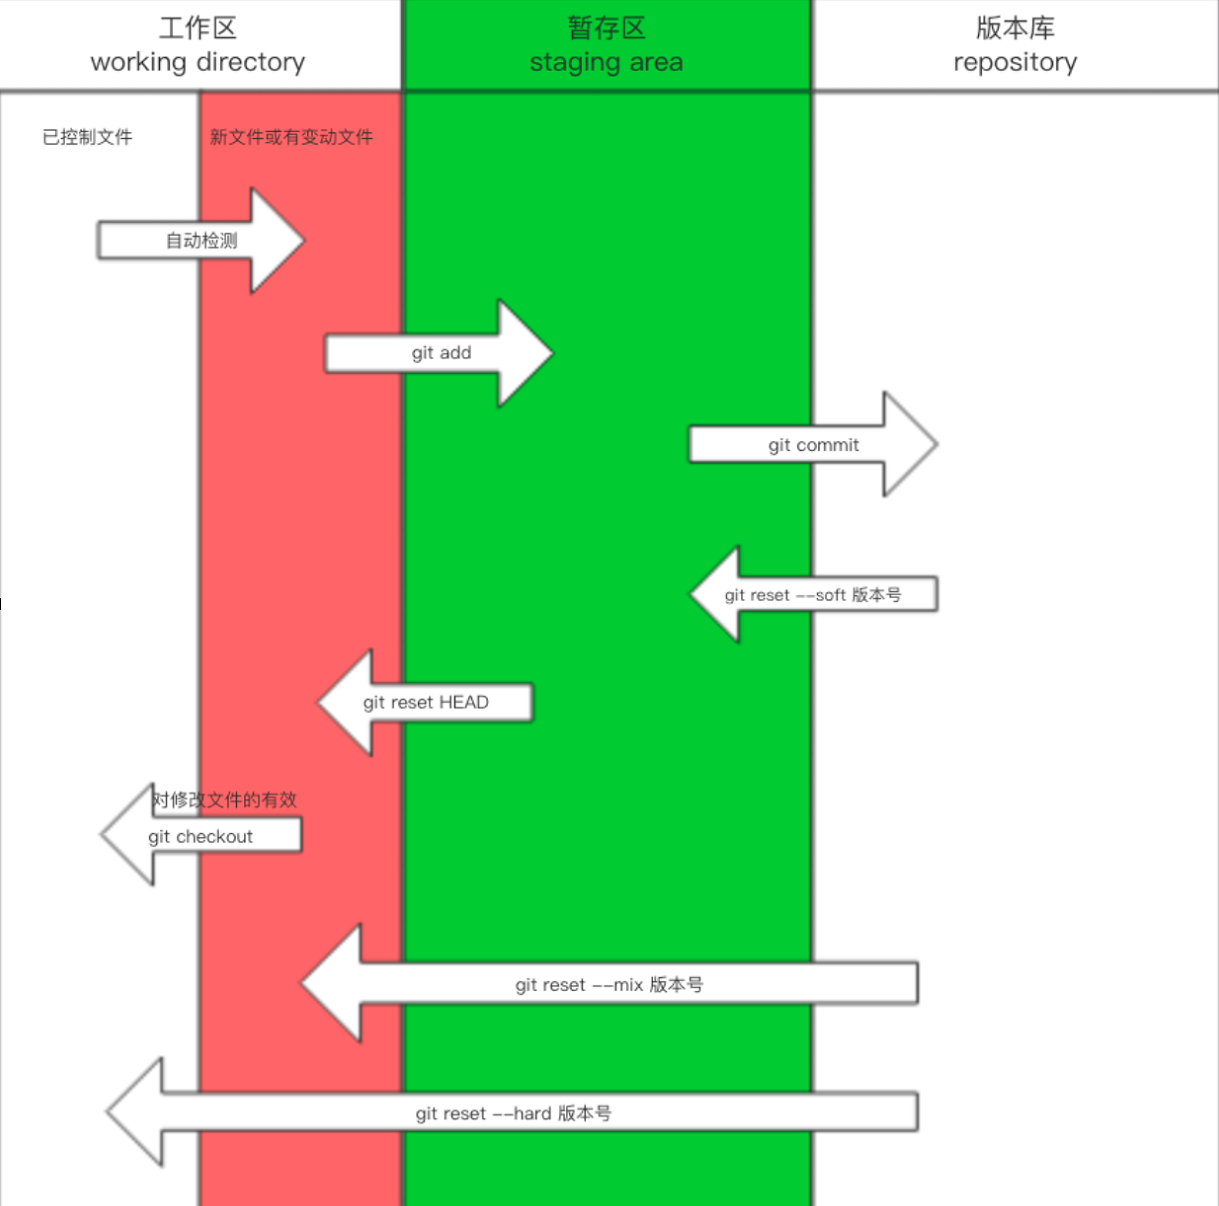 工作区
working directory
暂存区
staging area
版本库
repository
已控制文件
新文件或有变动文件
自动检测
git add
git commit
git reset --soft 版本号
git reset HEAD
对修改文件的有效
git checkout
git reset --mix 版本号
git reset --hard 版本号